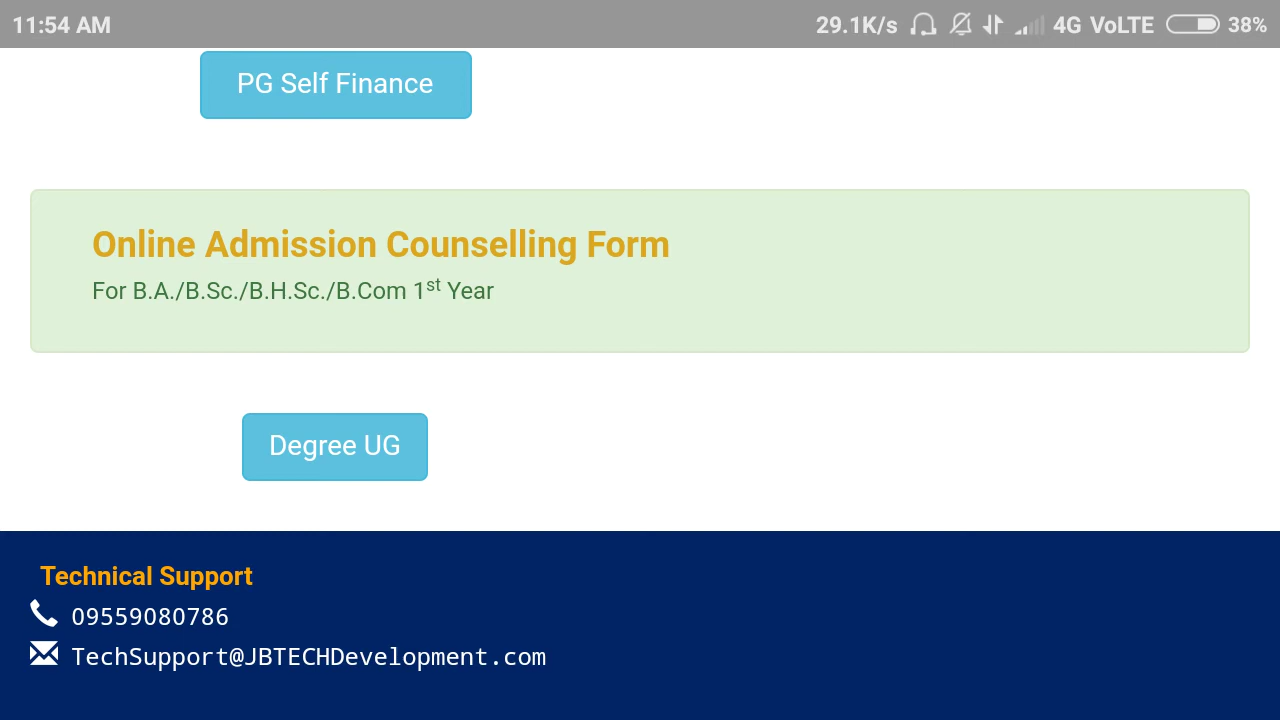 11:54 AM 29.1K/s 4G VoLTE 38%
PG Self Finance
Online Admission Counselling Form
For B.A./B.Sc./B.H.Sc./B.Com 1st Year
Degree UG
Technical Support
09559080786
TechSupport@JBTECHDevelopment.com